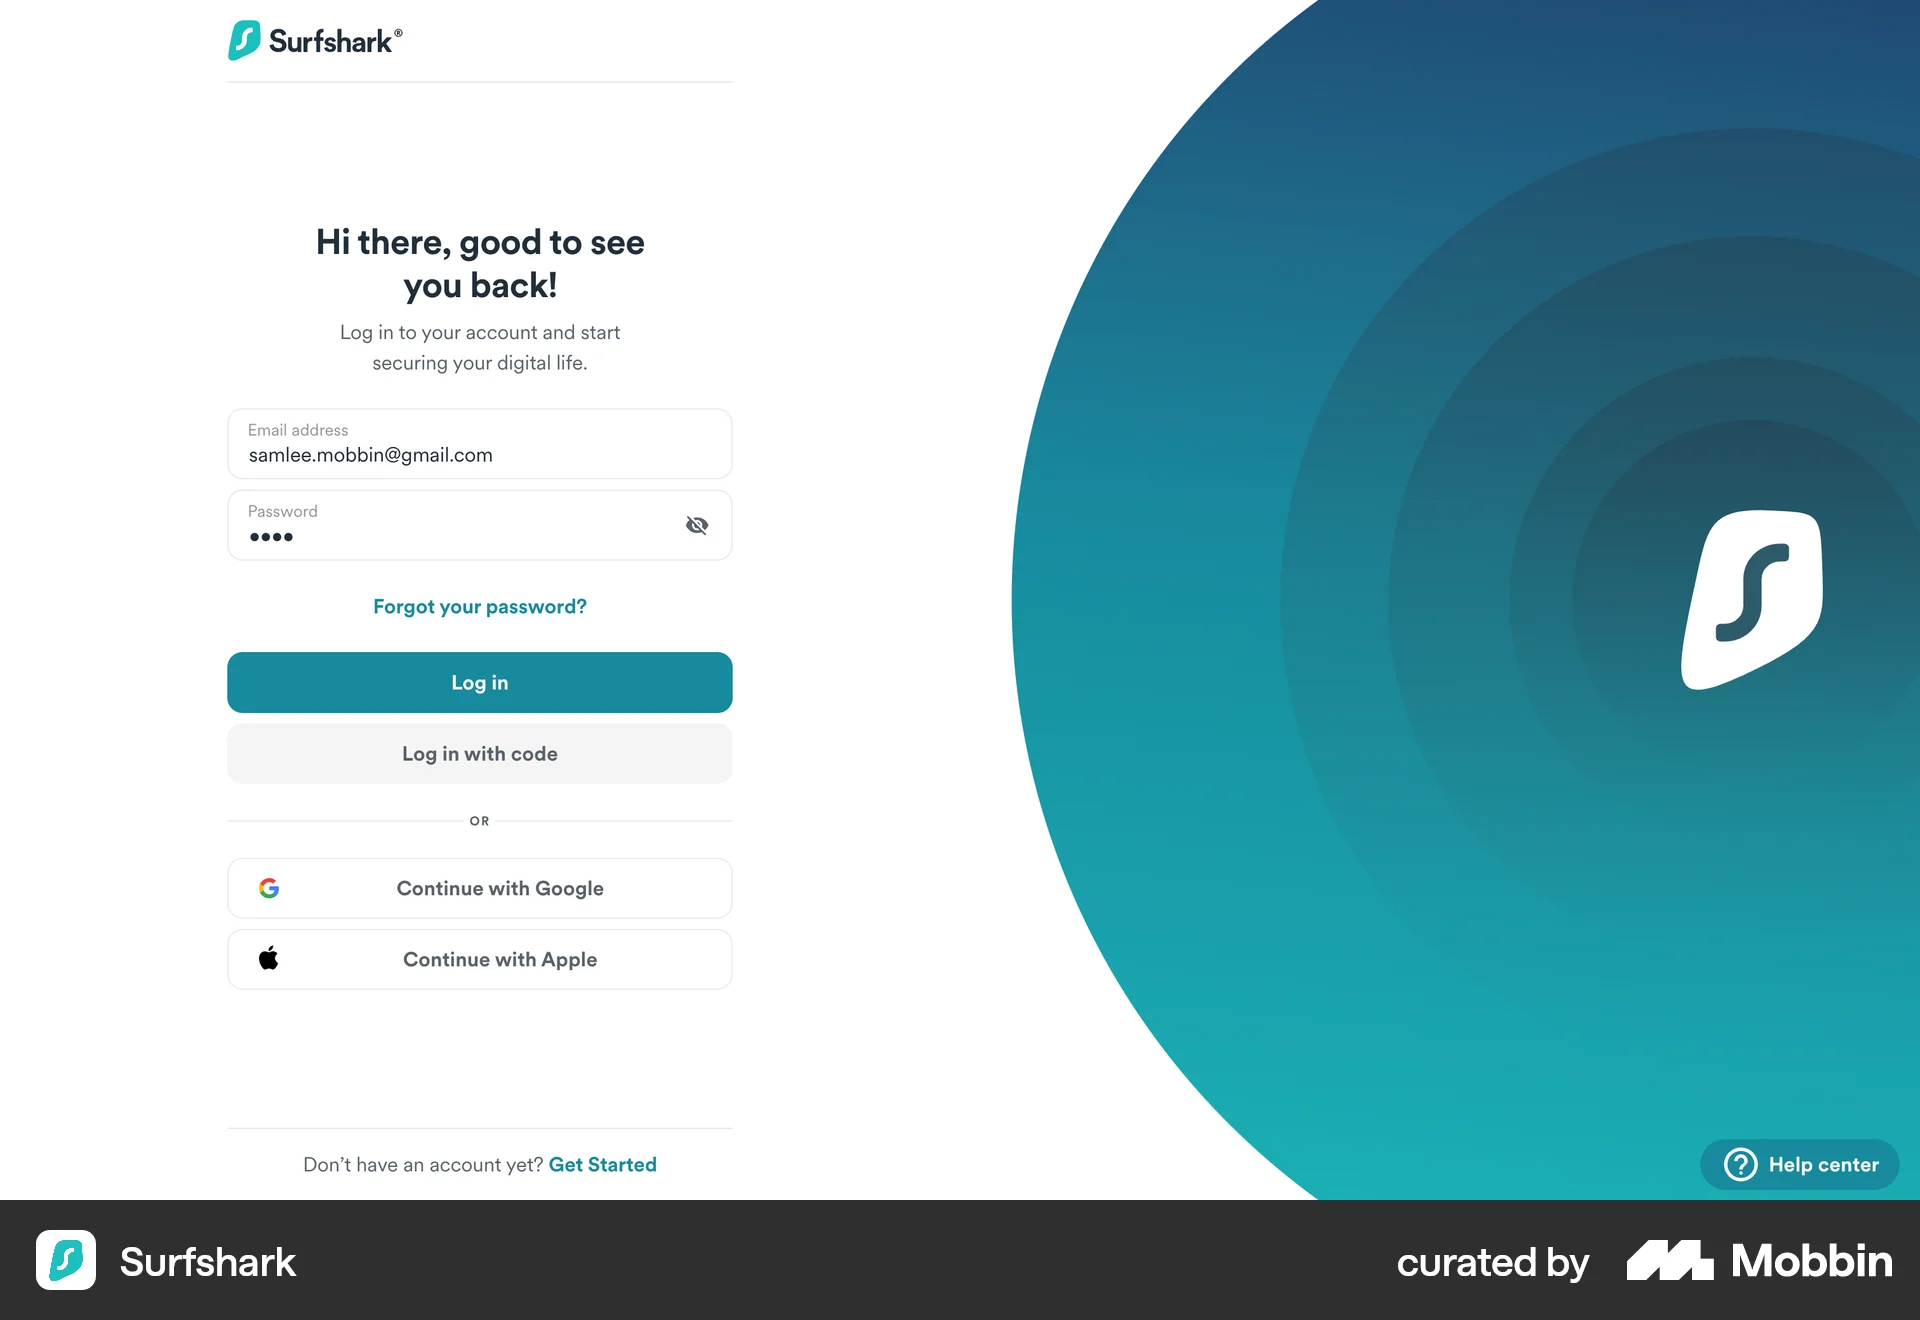 Surfshark®
Hi there, good to see
you back!
Log in to your account and start
securing your digital life.
Email address
samlee.mobbin@gmail.com
Password
••••
Forgot your password?
Log in
Log in with code
OR
Continue with Google
Continue with Apple
Don’t have an account yet? Get Started
Help center
Surfshark
curated by Mobbin